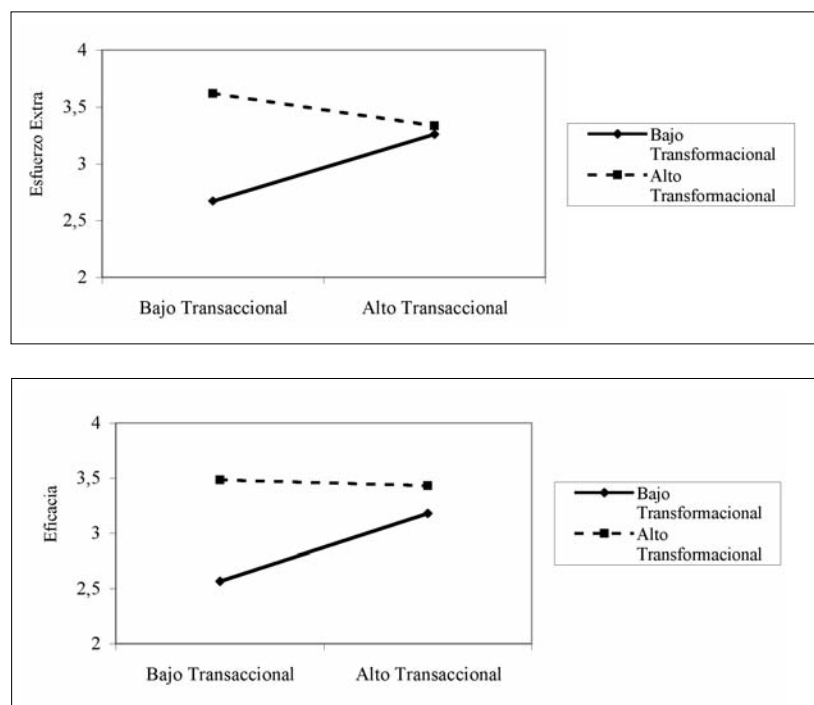 4
3,5
3
2,5
2
Esfuerzo Extra
Bajo Transaccional
Alto Transaccional
Bajo
Transformacional
Alto
Transformacional
4
3,5
3
2,5
2
Eficacia
Bajo Transaccional
Alto Transaccional
Bajo
Transformacional
Alto
Transformacional